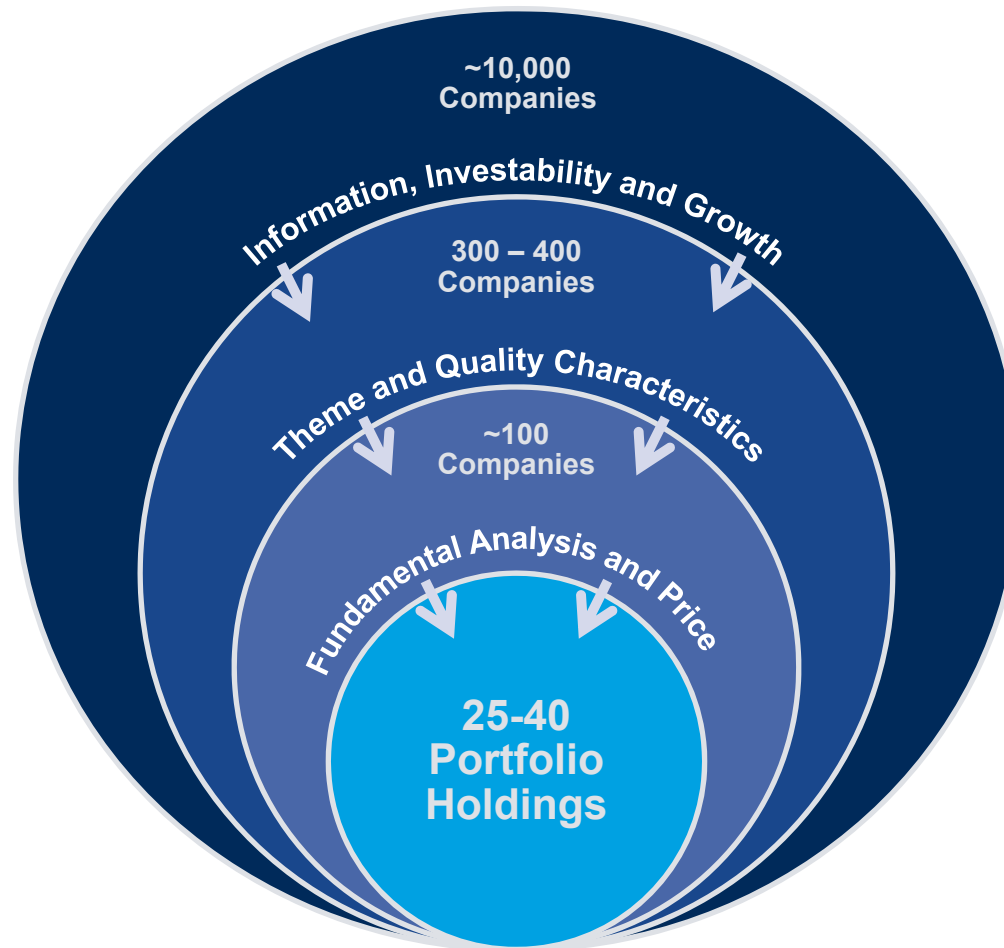 ~10,000
Companies
Information, Investability and Growth
300 – 400
Companies
Theme and Quality Characteristics
~100
Companies
Fundamental Analysis and Price
25-40
Portfolio
Holdings